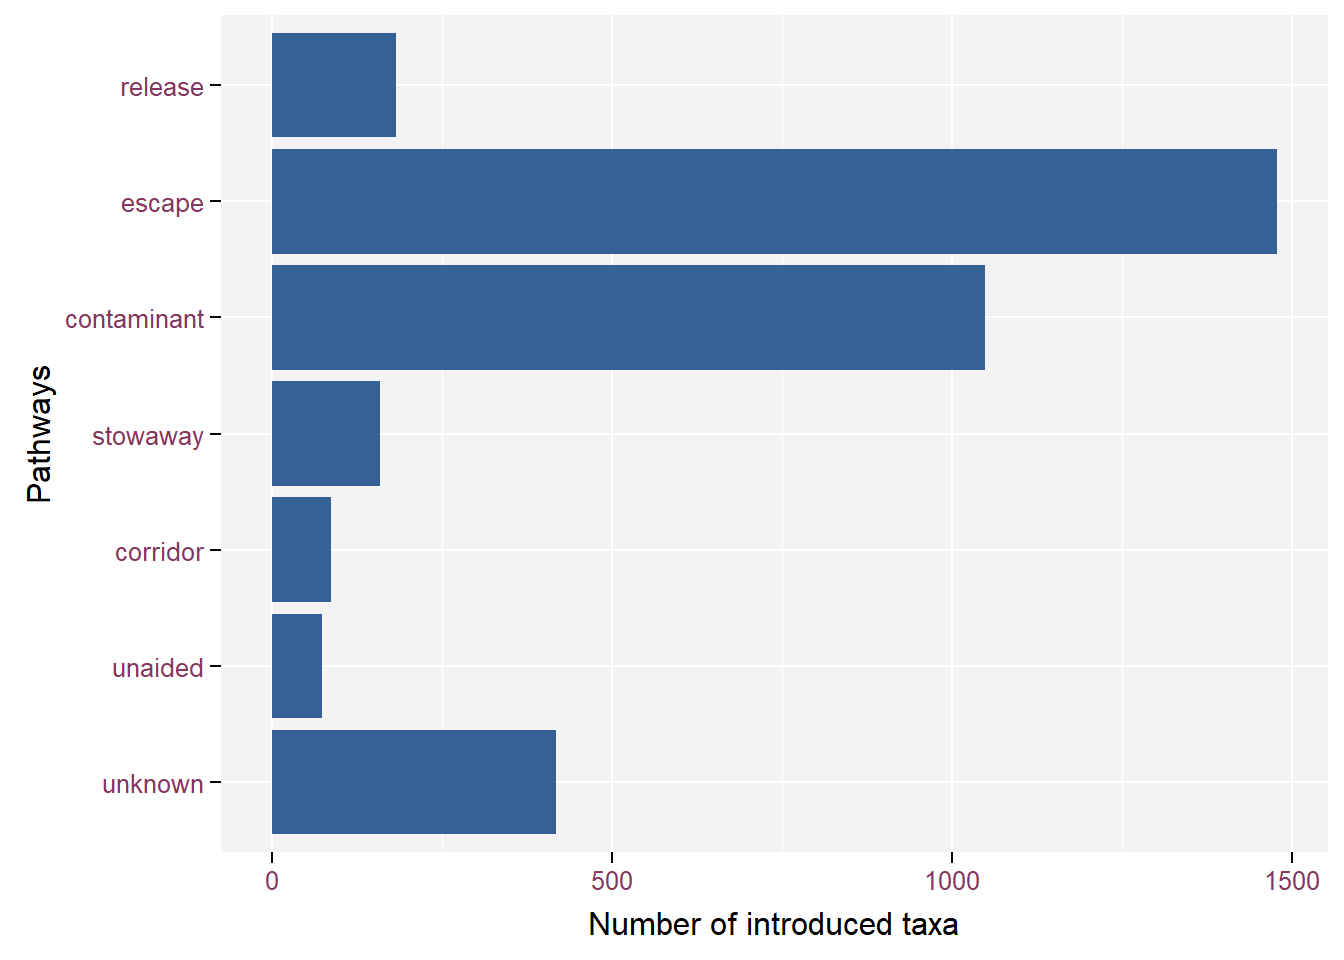 Pathways
release
escape
contaminant
stowaway
corridor
unaided
unknown
0 500 1000 1500
Number of introduced taxa